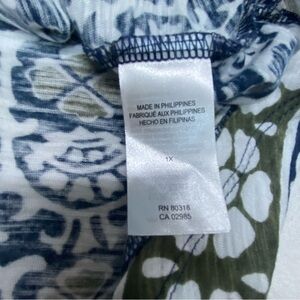 MADE IN PHILIPPINES
FABRIQUÉ AUX PHILIPPINES
HECHO EN FILIPINAS
1X
RN 80318
CA 02985